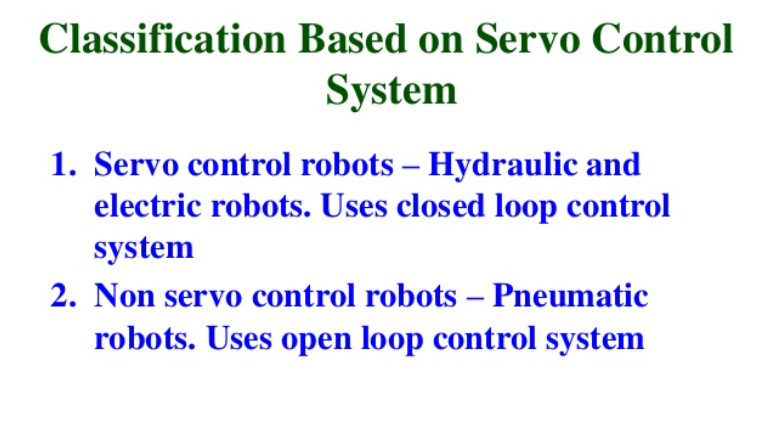 Classification Based on Servo Control
System
1. Servo control robots – Hydraulic and
electric robots. Uses closed loop control
system
2. Non servo control robots – Pneumatic
robots. Uses open loop control system